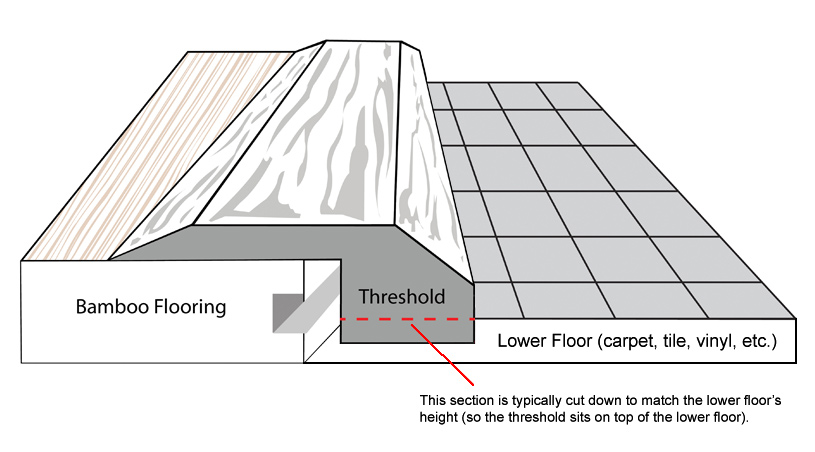 Bamboo Flooring
Threshold
Lower Floor (carpet, tile, vinyl, etc.)
This section is typically cut down to match the lower floor's
height (so the threshold sits on top of the lower floor).